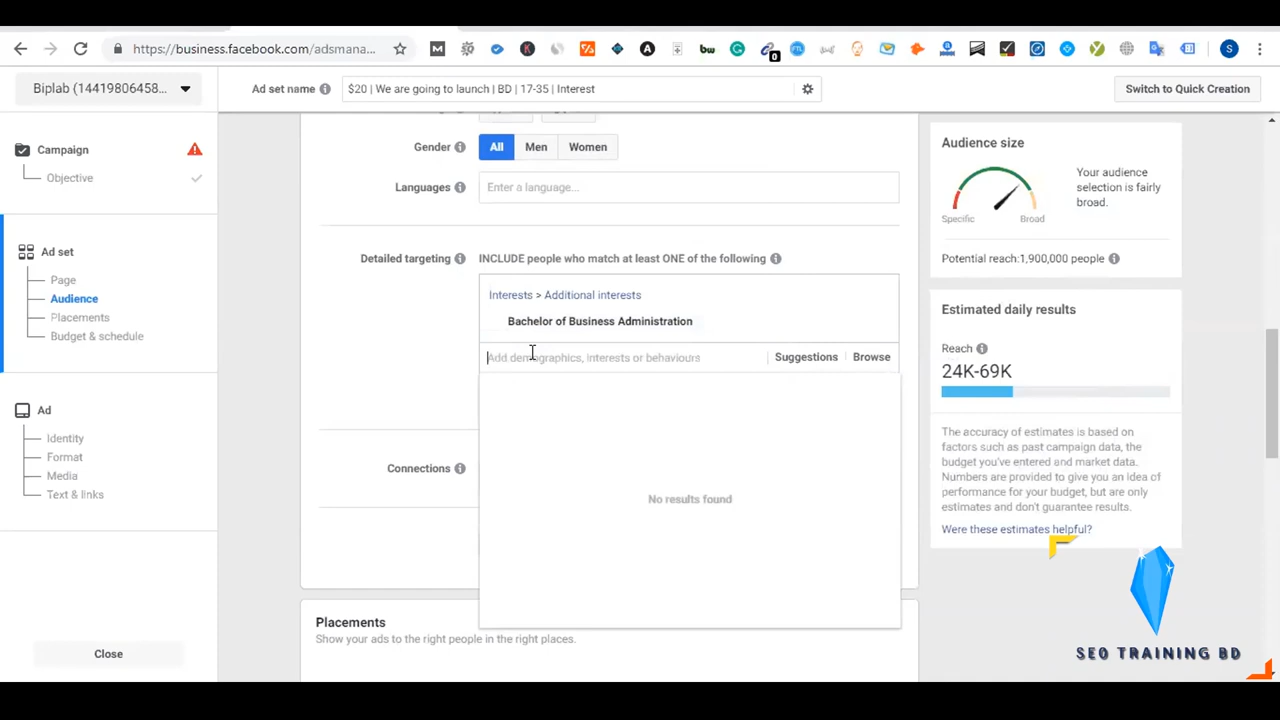 https://business.facebook.com/adsmana...
M
K
A
bw
0
FTL
S
Biplab (14419806458...
Ad set name
$20 | We are going to launch | BD | 17-35 | Interest
Switch to Quick Creation
Campaign
Objective
Ad set
Page
Audience
Placements
Budget & schedule
Ad
Identity
Format
Media
Text & links
Close
Gender
All
Men
Women
Languages
Enter a language...
Detailed targeting
INCLUDE people who match at least ONE of the following
Interests > Additional interests
Bachelor of Business Administration
Add demographics, interests or behaviours
Suggestions
Browse
No results found
Connections
Placements
Show your ads to the right people in the right places.
Audience size
Specific
Broad
Your audience
selection is fairly
broad.
Potential reach:1,900,000 people
Estimated daily results
Reach
24K-69K
The accuracy of estimates is based on
factors such as past campaign data, the
budget you've entered and market data.
Numbers are provided to give you an idea of
performance for your budget, but are only
estimates and don't guarantee results.
Were these estimates helpful?
SEO TRAINING BD